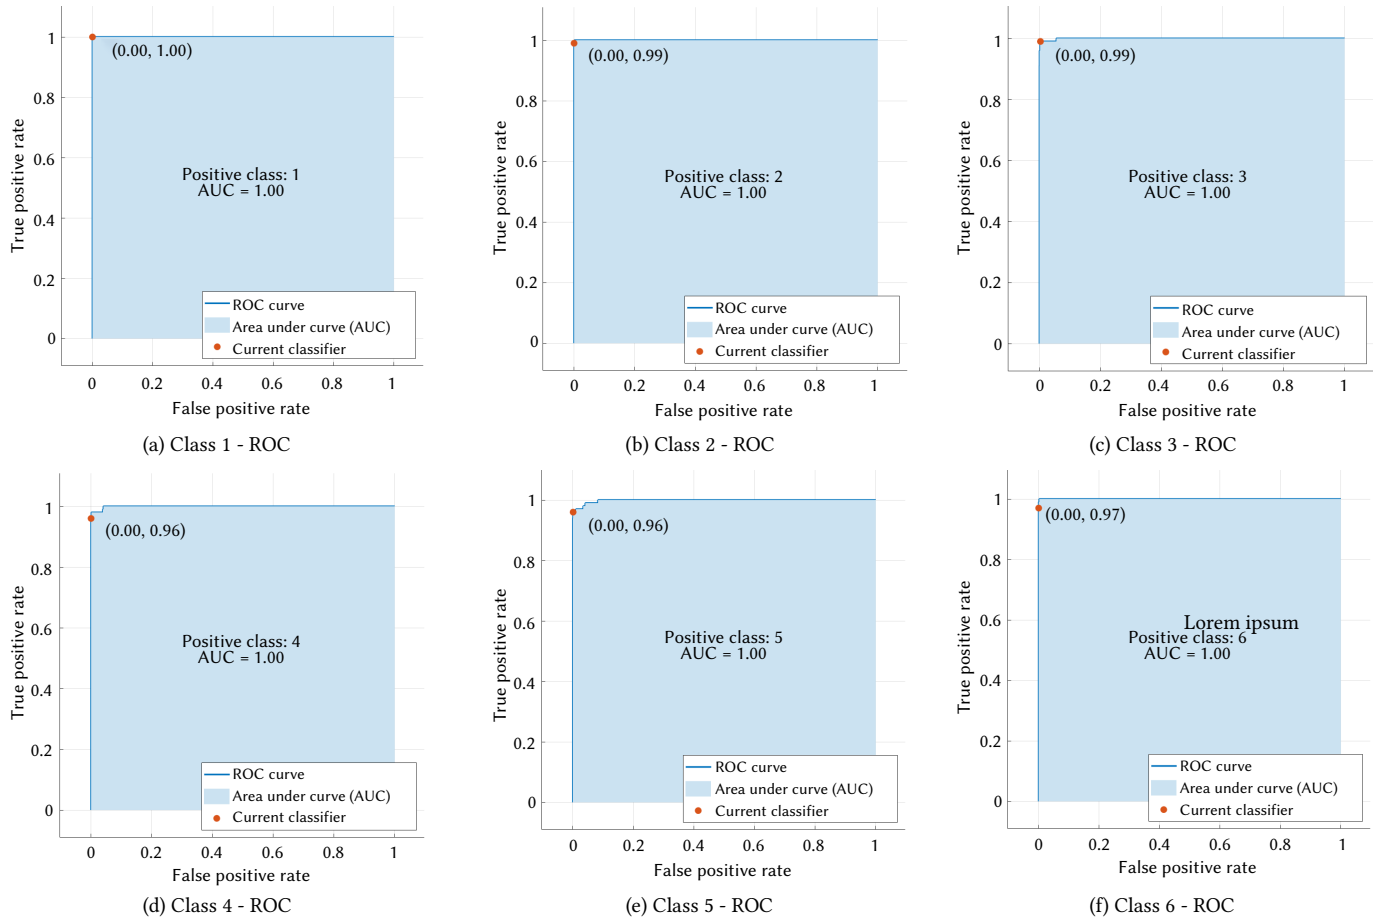 1
0.8
0.6
0.4
0.2
0
True positive rate
(0.00, 1.00)
Positive class: 1
AUC = 1.00
ROC curve
Area under curve (AUC)
Current classifier
0 0.2 0.4 0.6 0.8 1
False positive rate
(a) Class 1 - ROC
1
0.8
0.6
0.4
0.2
0
True positive rate
(0.00, 0.99)
Positive class: 2
AUC = 1.00
ROC curve
Area under curve (AUC)
Current classifier
0 0.2 0.4 0.6 0.8 1
False positive rate
(b) Class 2 - ROC
1
0.8
0.6
0.4
0.2
0
True positive rate
(0.00, 0.99)
Positive class: 3
AUC = 1.00
ROC curve
Area under curve (AUC)
Current classifier
0 0.2 0.4 0.6 0.8 1
False positive rate
(c) Class 3 - ROC
1
0.8
0.6
0.4
0.2
0
True positive rate
(0.00, 0.96)
Positive class: 4
AUC = 1.00
ROC curve
Area under curve (AUC)
Current classifier
0 0.2 0.4 0.6 0.8 1
False positive rate
(d) Class 4 - ROC
1
0.8
0.6
0.4
0.2
0
True positive rate
(0.00, 0.96)
Positive class: 5
AUC = 1.00
ROC curve
Area under curve (AUC)
Current classifier
0 0.2 0.4 0.6 0.8 1
False positive rate
(e) Class 5 - ROC
1
0.8
0.6
0.4
0.2
0
True positive rate
(0.00, 0.97)
Lorem ipsum
Positive class: 6
AUC = 1.00
ROC curve
Area under curve (AUC)
Current classifier
0 0.2 0.4 0.6 0.8 1
False positive rate
(f) Class 6 - ROC